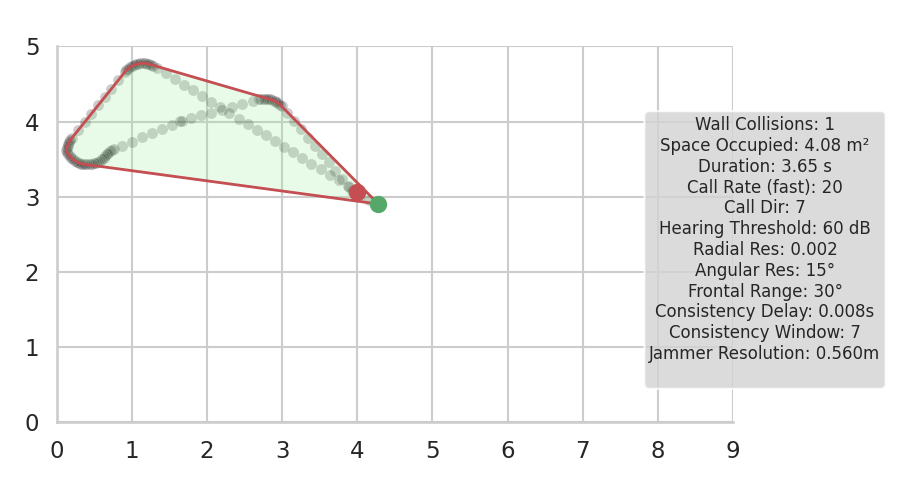 5
4
3
2
1
0
0 1 2 3 4 5 6 7 8 9
Wall Collisions: 1
Space Occupied: 4.08 m²
Duration: 3.65 s
Call Rate (fast): 20
Call Dir: 7
Hearing Threshold: 60 dB
Radial Res: 0.002
Angular Res: 15°
Frontal Range: 30°
Consistency Delay: 0.008s
Consistency Window: 7
Jammer Resolution: 0.560m